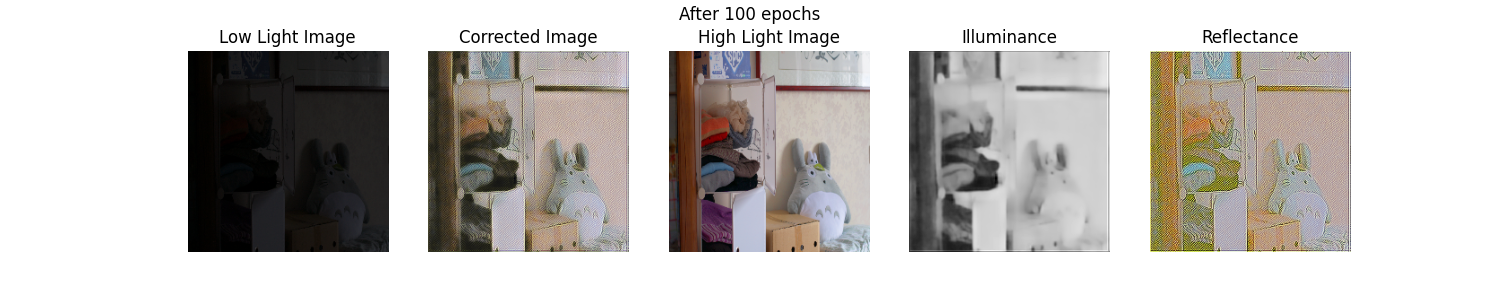 After 100 epochs
Low Light Image
Corrected Image
High Light Image
Illuminance
Reflectance